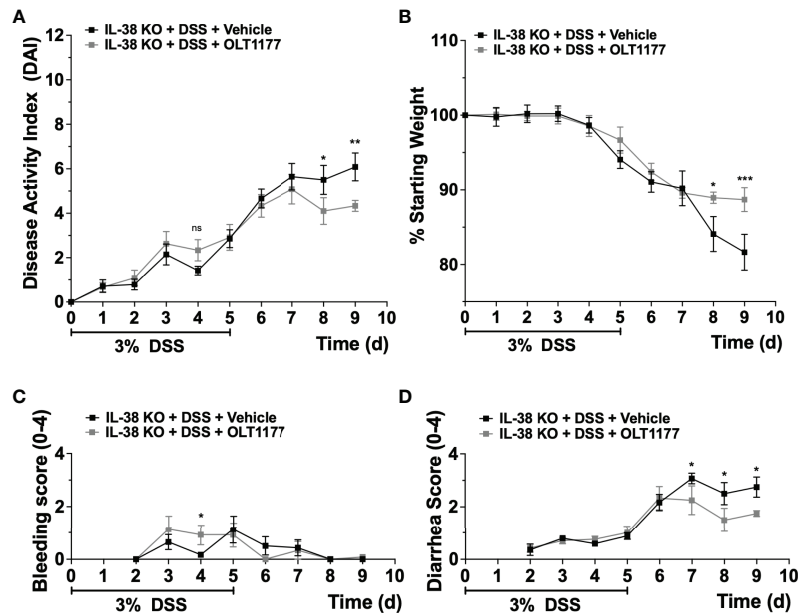 A
IL-38 KO + DSS + Vehicle
IL-38 KO + DSS + OLT1177
Disease Activity Index (DAI)
12
10
8
6
4
2
0
ns
*
**
0 1 2 3 4 5 6 7 8 9 10
3% DSS
Time (d)
B
IL-38 KO + DSS + Vehicle
IL-38 KO + DSS + OLT1177
% Starting Weight
110
100
90
80
*
***
0 1 2 3 4 5 6 7 8 9 10
3% DSS
Time (d)
C
IL-38 KO + DSS + Vehicle
IL-38 KO + DSS + OLT1177
Bleeding score (0-4)
4
2
0
*
0 1 2 3 4 5 6 7 8 9 10
3% DSS
Time (d)
D
IL-38 KO + DSS + Vehicle
IL-38 KO + DSS + OLT1177
Diarrhea Score (0-4)
4
2
0
*
*
*
0 1 2 3 4 5 6 7 8 9 10
3% DSS
Time (d)